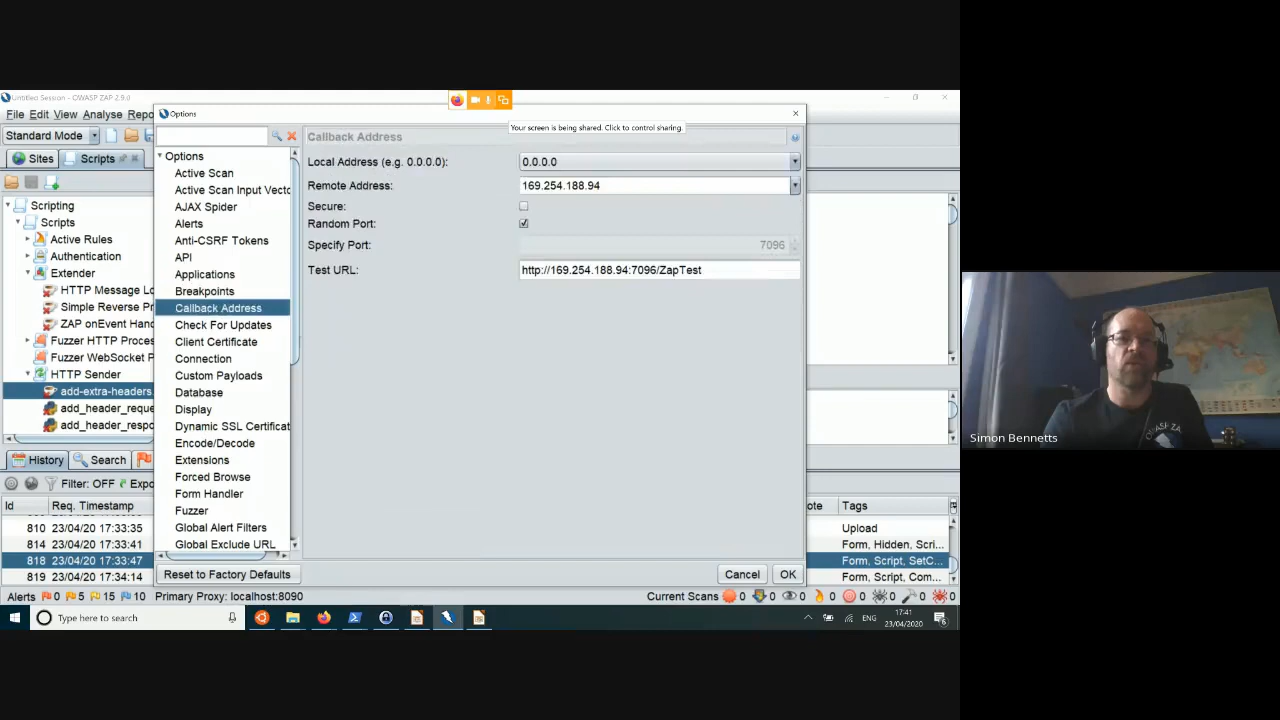 Untitled Session - OWASP ZAP 2.9.0
File Edit View Analyse Repo
Options
Your screen is being shared. Click to control sharing.
Standard Mode
Callback Address
Sites Scripts
Options
Local Address (e.g. 0.0.0.0): 0.0.0.0
Active Scan
Remote Address: 169.254.188.94
Active Scan Input Vecto
Secure:
AJAX Spider
Scripting
Random Port:
Alerts
Scripts
Specify Port: 7096
Anti-CSRF Tokens
Active Rules
API
Authentication
Test URL: http://169.254.188.94:7096/ZapTest
Applications
Extender
Breakpoints
HTTP Message Lo
Callback Address
Simple Reverse Pr
Check For Updates
ZAP onEvent Hand
Client Certificate
Fuzzer HTTP Proces
Connection
Fuzzer WebSocket P
Custom Payloads
HTTP Sender
Database
add-extra-headers
Display
add_header_reque
Dynamic SSL Certificat
add_header_respo
Encode/Decode
Extensions
History Search
Forced Browse
Filter: OFF Expo
Form Handler
Id Req. Timestamp
ote Tags
Fuzzer
810 23/04/20 17:33:35
Upload
Global Alert Filters
814 23/04/20 17:33:41
Form, Hidden, Scri...
Global Exclude URL
818 23/04/20 17:33:47
Form, Script, SetC...
819 23/04/20 17:34:14
Form, Script, Com...
Reset to Factory Defaults
Cancel OK
Alerts 0 5 15 10 Primary Proxy: localhost:8090
Current Scans 0 0 0 0 0 0 0 0
Type here to search
ENG
17:41
23/04/2020
6
OWASP ZA
Simon Bennetts